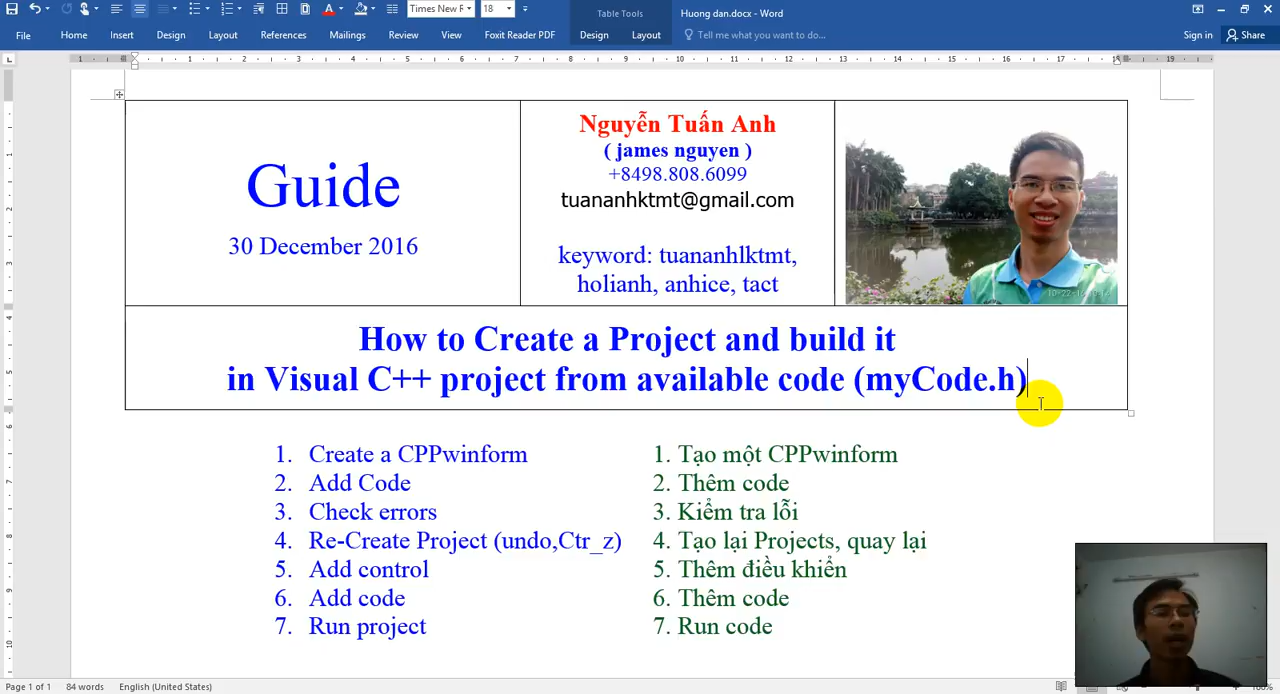 Times New R
18
Table Tools
Huong dan.docx - Word
File
Home
Insert
Design
Layout
References
Mailings
Review
View
Foxit Reader PDF
Design
Layout
Tell me what you want to do...
Sign in
Share
Guide
30 December 2016
Nguyễn Tuấn Anh
( james nguyen )
+8498.808.6099
tuananhktmt@gmail.com
keyword: tuananhlktmt,
holianh, anhice, tact
How to Create a Project and build it
in Visual C++ project from available code (myCode.h)
1. Create a CPPwinform
2. Add Code
3. Check errors
4. Re-Create Project (undo,Ctr_z)
5. Add control
6. Add code
7. Run project
1. Tạo một CPPwinform
2. Thêm code
3. Kiểm tra lỗi
4. Tạo lại Projects, quay lại
5. Thêm điều khiển
6. Thêm code
7. Run code
Page 1 of 1
84 words
English (United States)